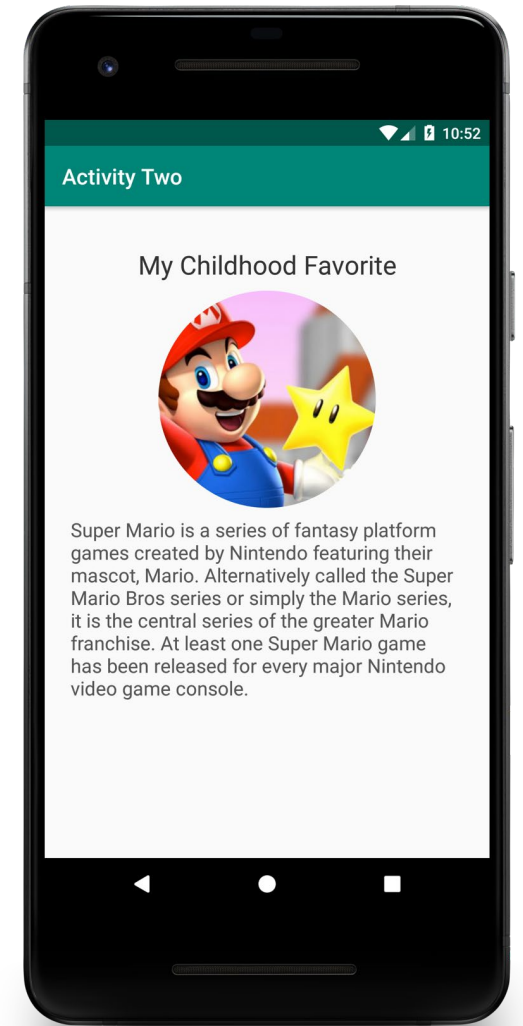 10:52
Activity Two
My Childhood Favorite
Super Mario is a series of fantasy platform
games created by Nintendo featuring their
mascot, Mario. Alternatively called the Super
Mario Bros series or simply the Mario series,
it is the central series of the greater Mario
franchise. At least one Super Mario game
has been released for every major Nintendo
video game console.